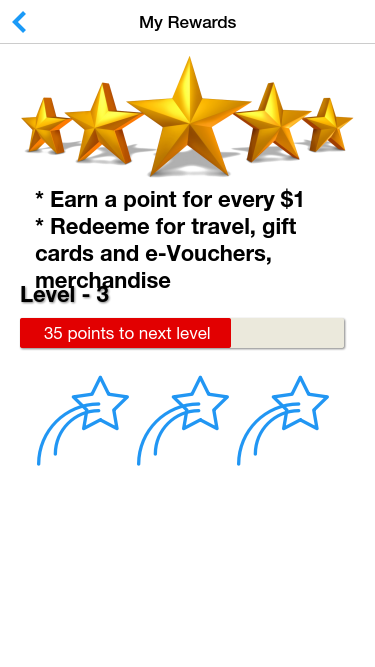 My Rewards
* Earn a point for every $1
* Redeeme for travel, gift
cards and e-Vouchers,
merchandise
Level - 3
35 points to next level